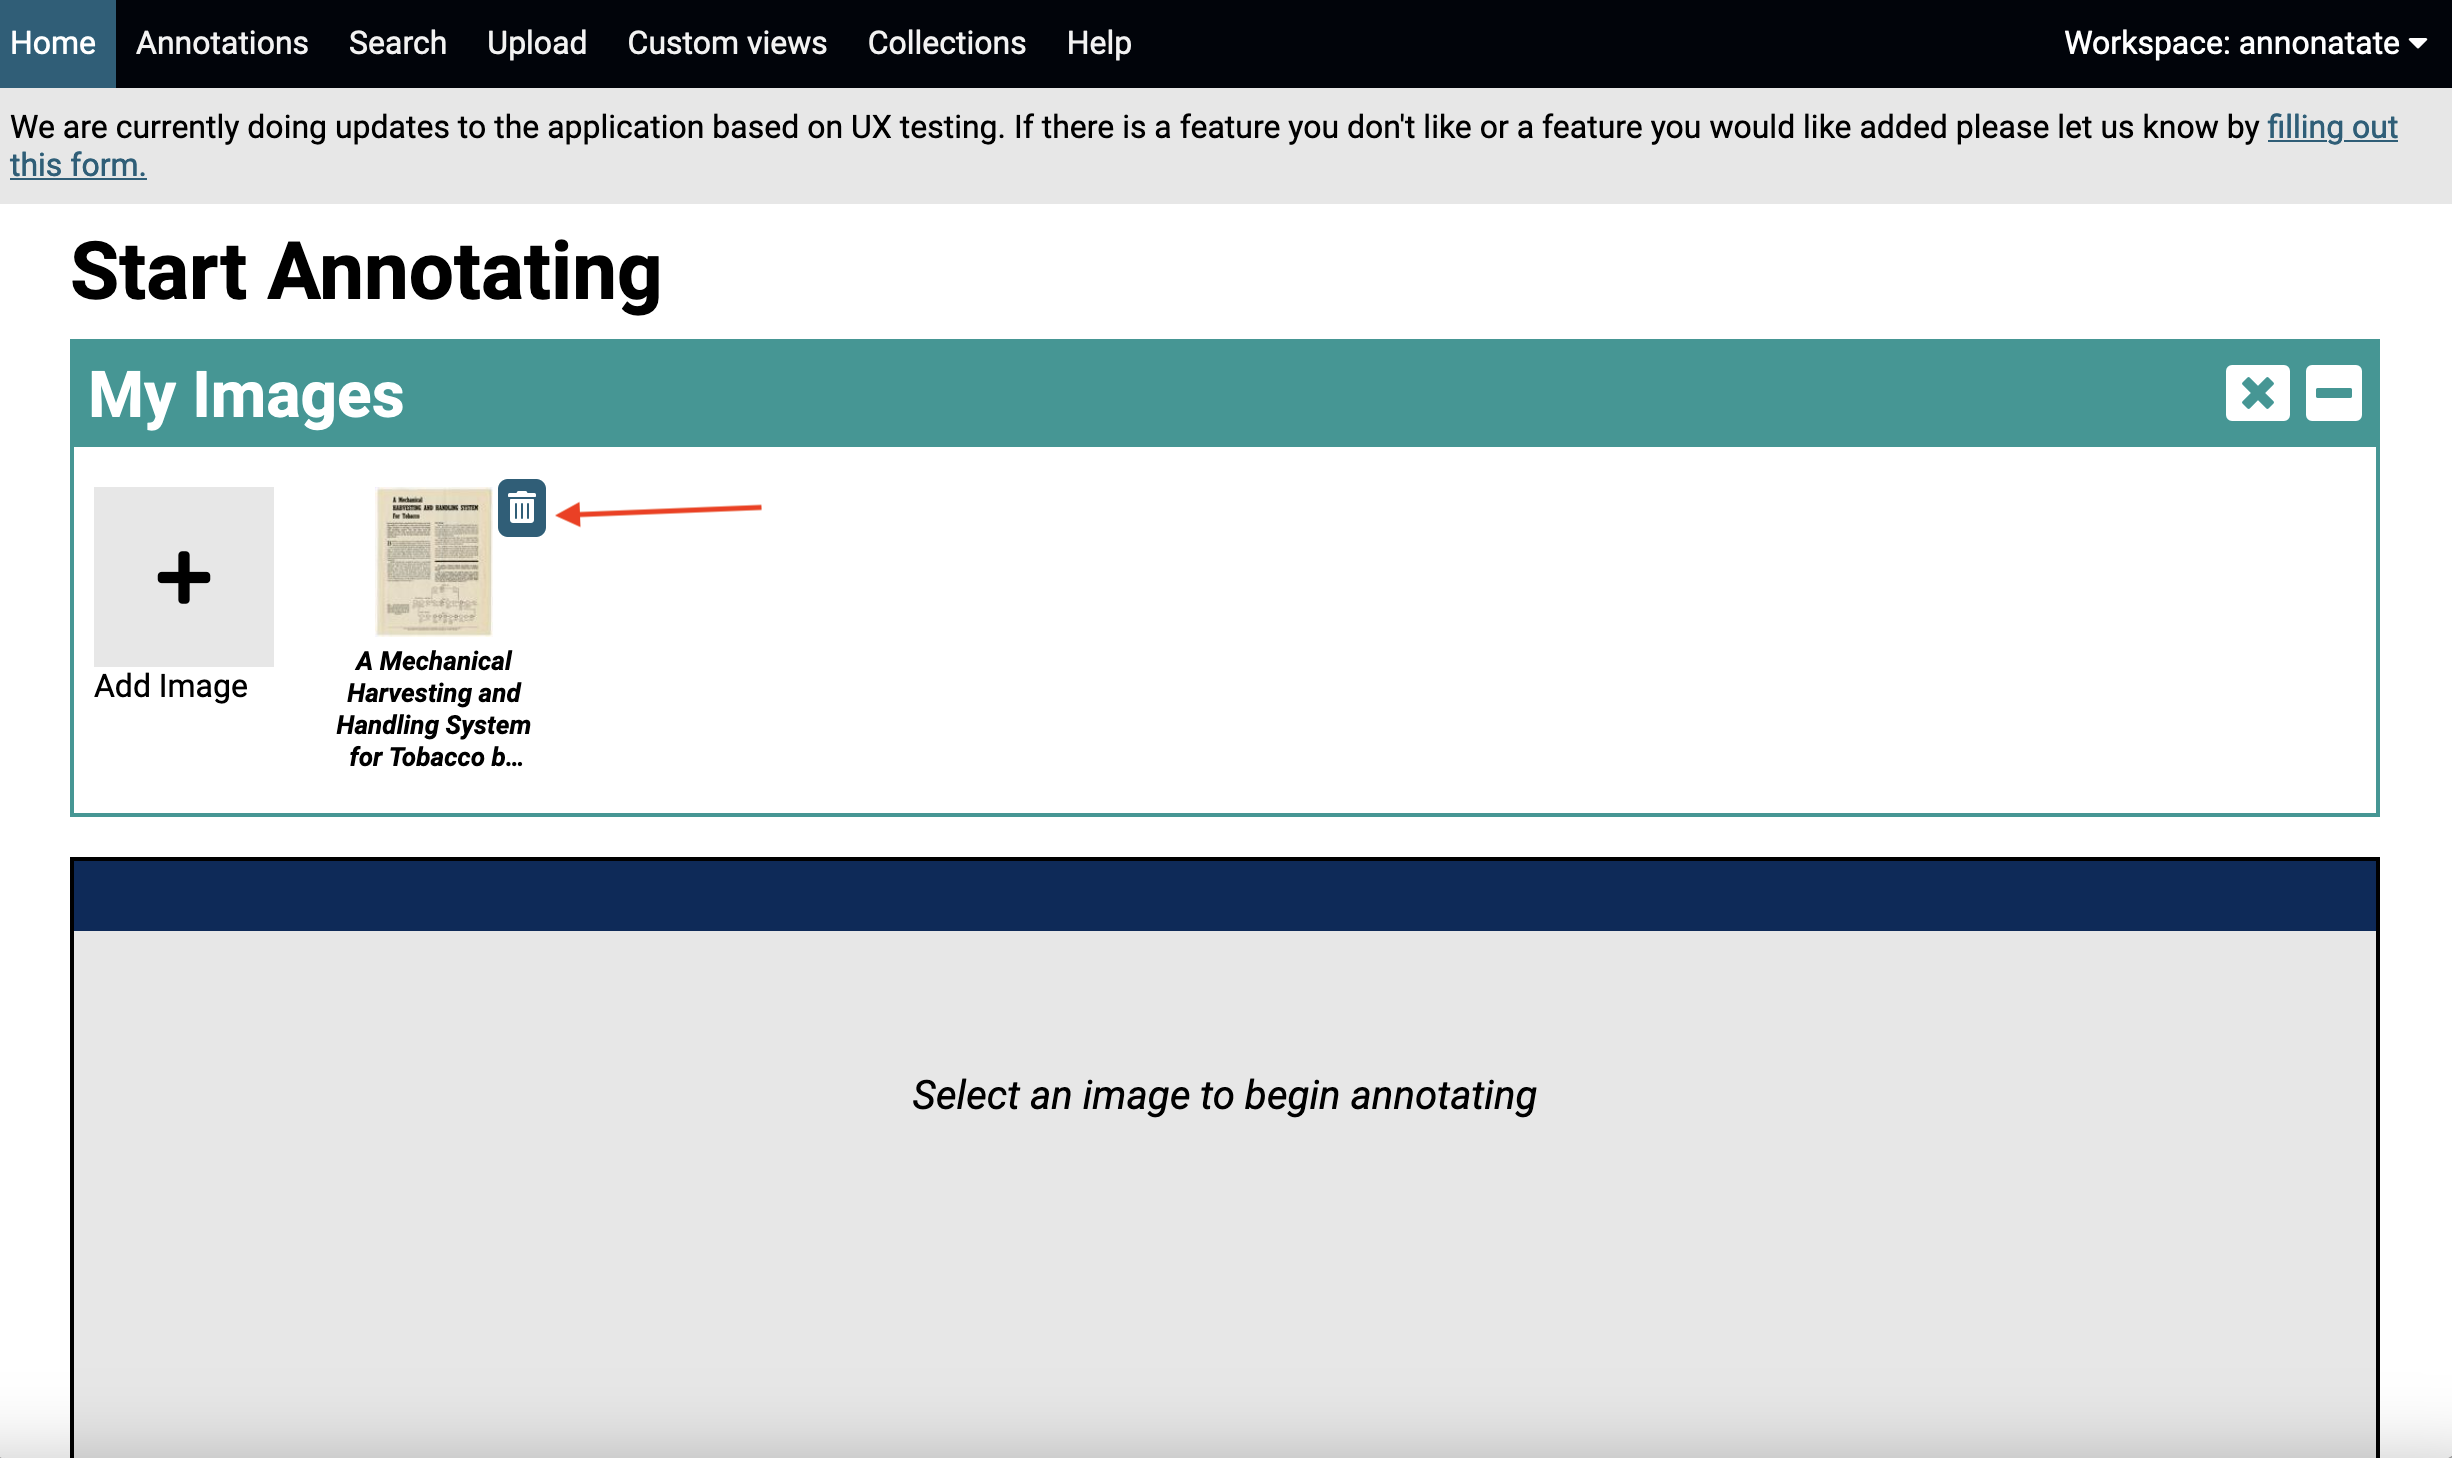 Home Annotations Search Upload Custom views Collections Help Workspace: annonatate
We are currently doing updates to the application based on UX testing. If there is a feature you don't like or a feature you would like added please let us know by filling out
this form.
Start Annotating
My Images
A Mechanical
HARVESTING AND HANDLING SYSTEM
For Tobacco
Add Image
A Mechanical
Harvesting and
Handling System
for Tobacco b...
Select an image to begin annotating